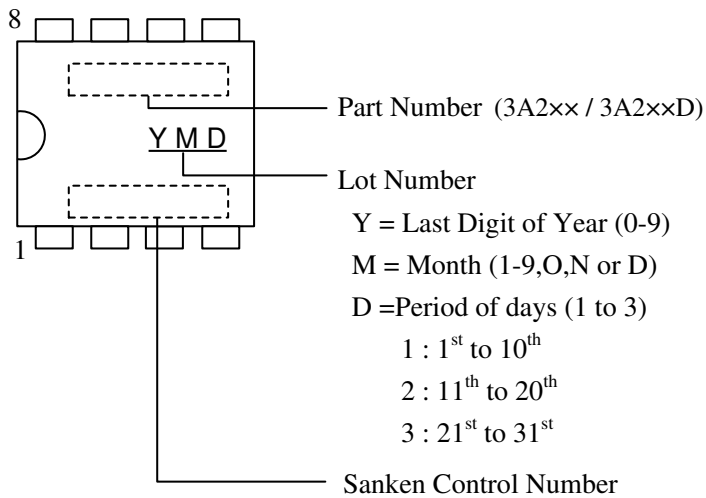 8
Part Number (3A2×× / 3A2××D)
Y M D
Lot Number
Y = Last Digit of Year (0-9)
M = Month (1-9,O,N or D)
D =Period of days (1 to 3)
1 : 1st to 10th
2 : 11th to 20th
3 : 21st to 31st
1
Sanken Control Number